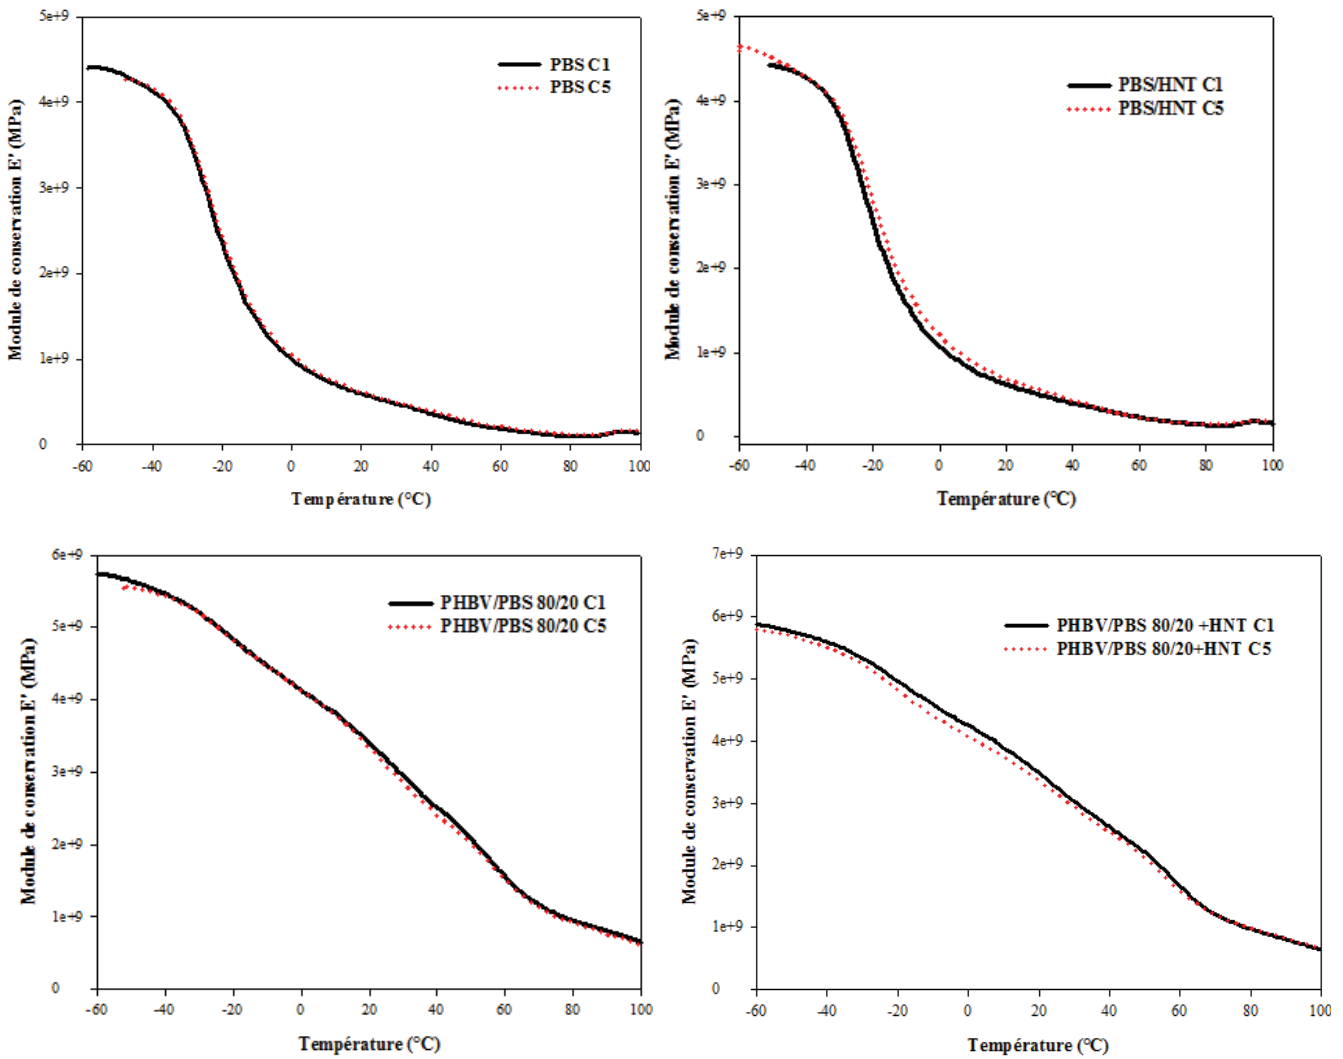 5e+9
4e+9
3e+9
2e+9
1e+9
0
Module de conservation E' (MPa)
PBS C1
PBS C5
-60 -40 -20 0 20 40 60 80 100
Température (°C)
5e+9
4e+9
3e+9
2e+9
1e+9
0
Module de conservation E' (MPa)
PBS/HNT C1
PBS/HNT C5
-60 -40 -20 0 20 40 60 80 100
Température (°C)
6e+9
5e+9
4e+9
3e+9
2e+9
1e+9
0
Module de conservation E' (MPa)
PHBV/PBS 80/20 C1
PHBV/PBS 80/20 C5
-60 -40 -20 0 20 40 60 80 100
Température (°C)
7e+9
6e+9
5e+9
4e+9
3e+9
2e+9
1e+9
0
Module de conservation E' (MPa)
PHBV/PBS 80/20 +HNT C1
PHBV/PBS 80/20+HNT C5
-60 -40 -20 0 20 40 60 80 100
Température (°C)